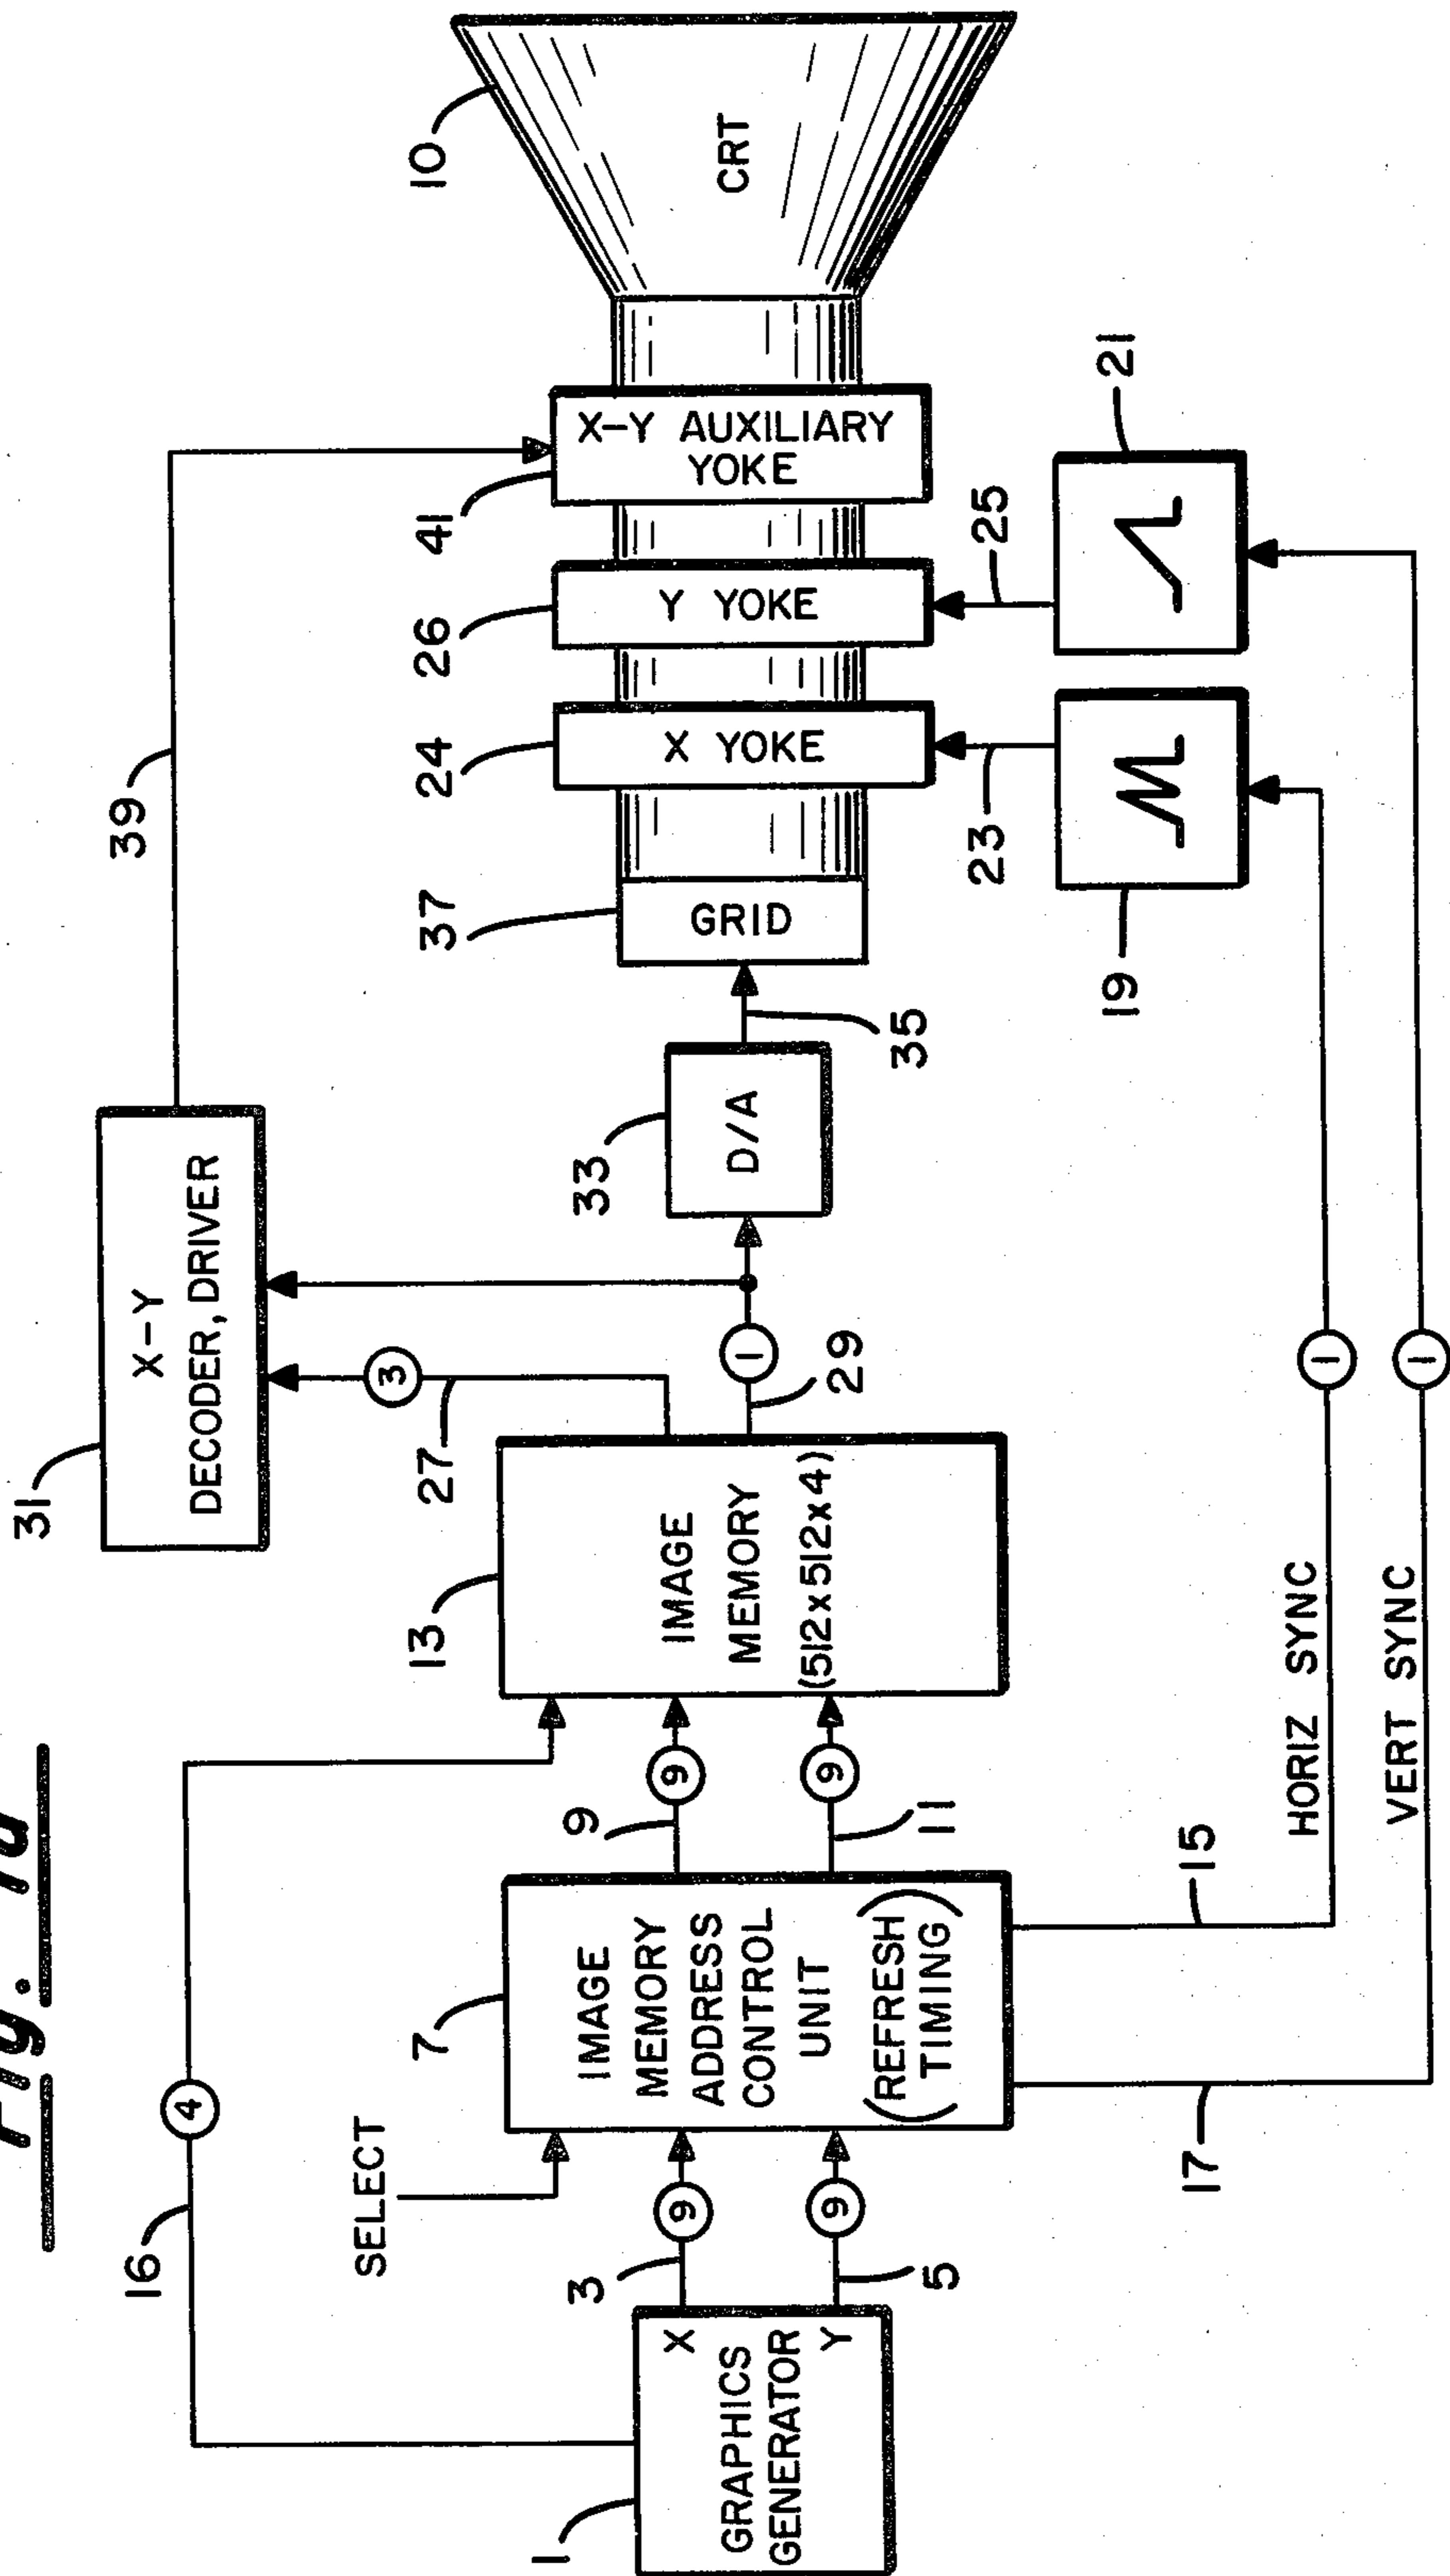 Fig. 1a
31
X-Y
DECODER, DRIVER
39
16
4
3
27
10
CRT
SELECT
7
13
33
37
24
26
41
X-Y AUXILIARY
YOKE
Y YOKE
X YOKE
GRID
D/A
35
1
29
IMAGE
MEMORY
(512x512x4)
9
9
9
11
IMAGE
MEMORY
ADDRESS
CONTROL
UNIT
(REFRESH
TIMING)
3
9
9
5
1
X
GRAPHICS
GENERATOR
Y
23
25
19
21
15
HORIZ SYNC
1
17
VERT SYNC
1